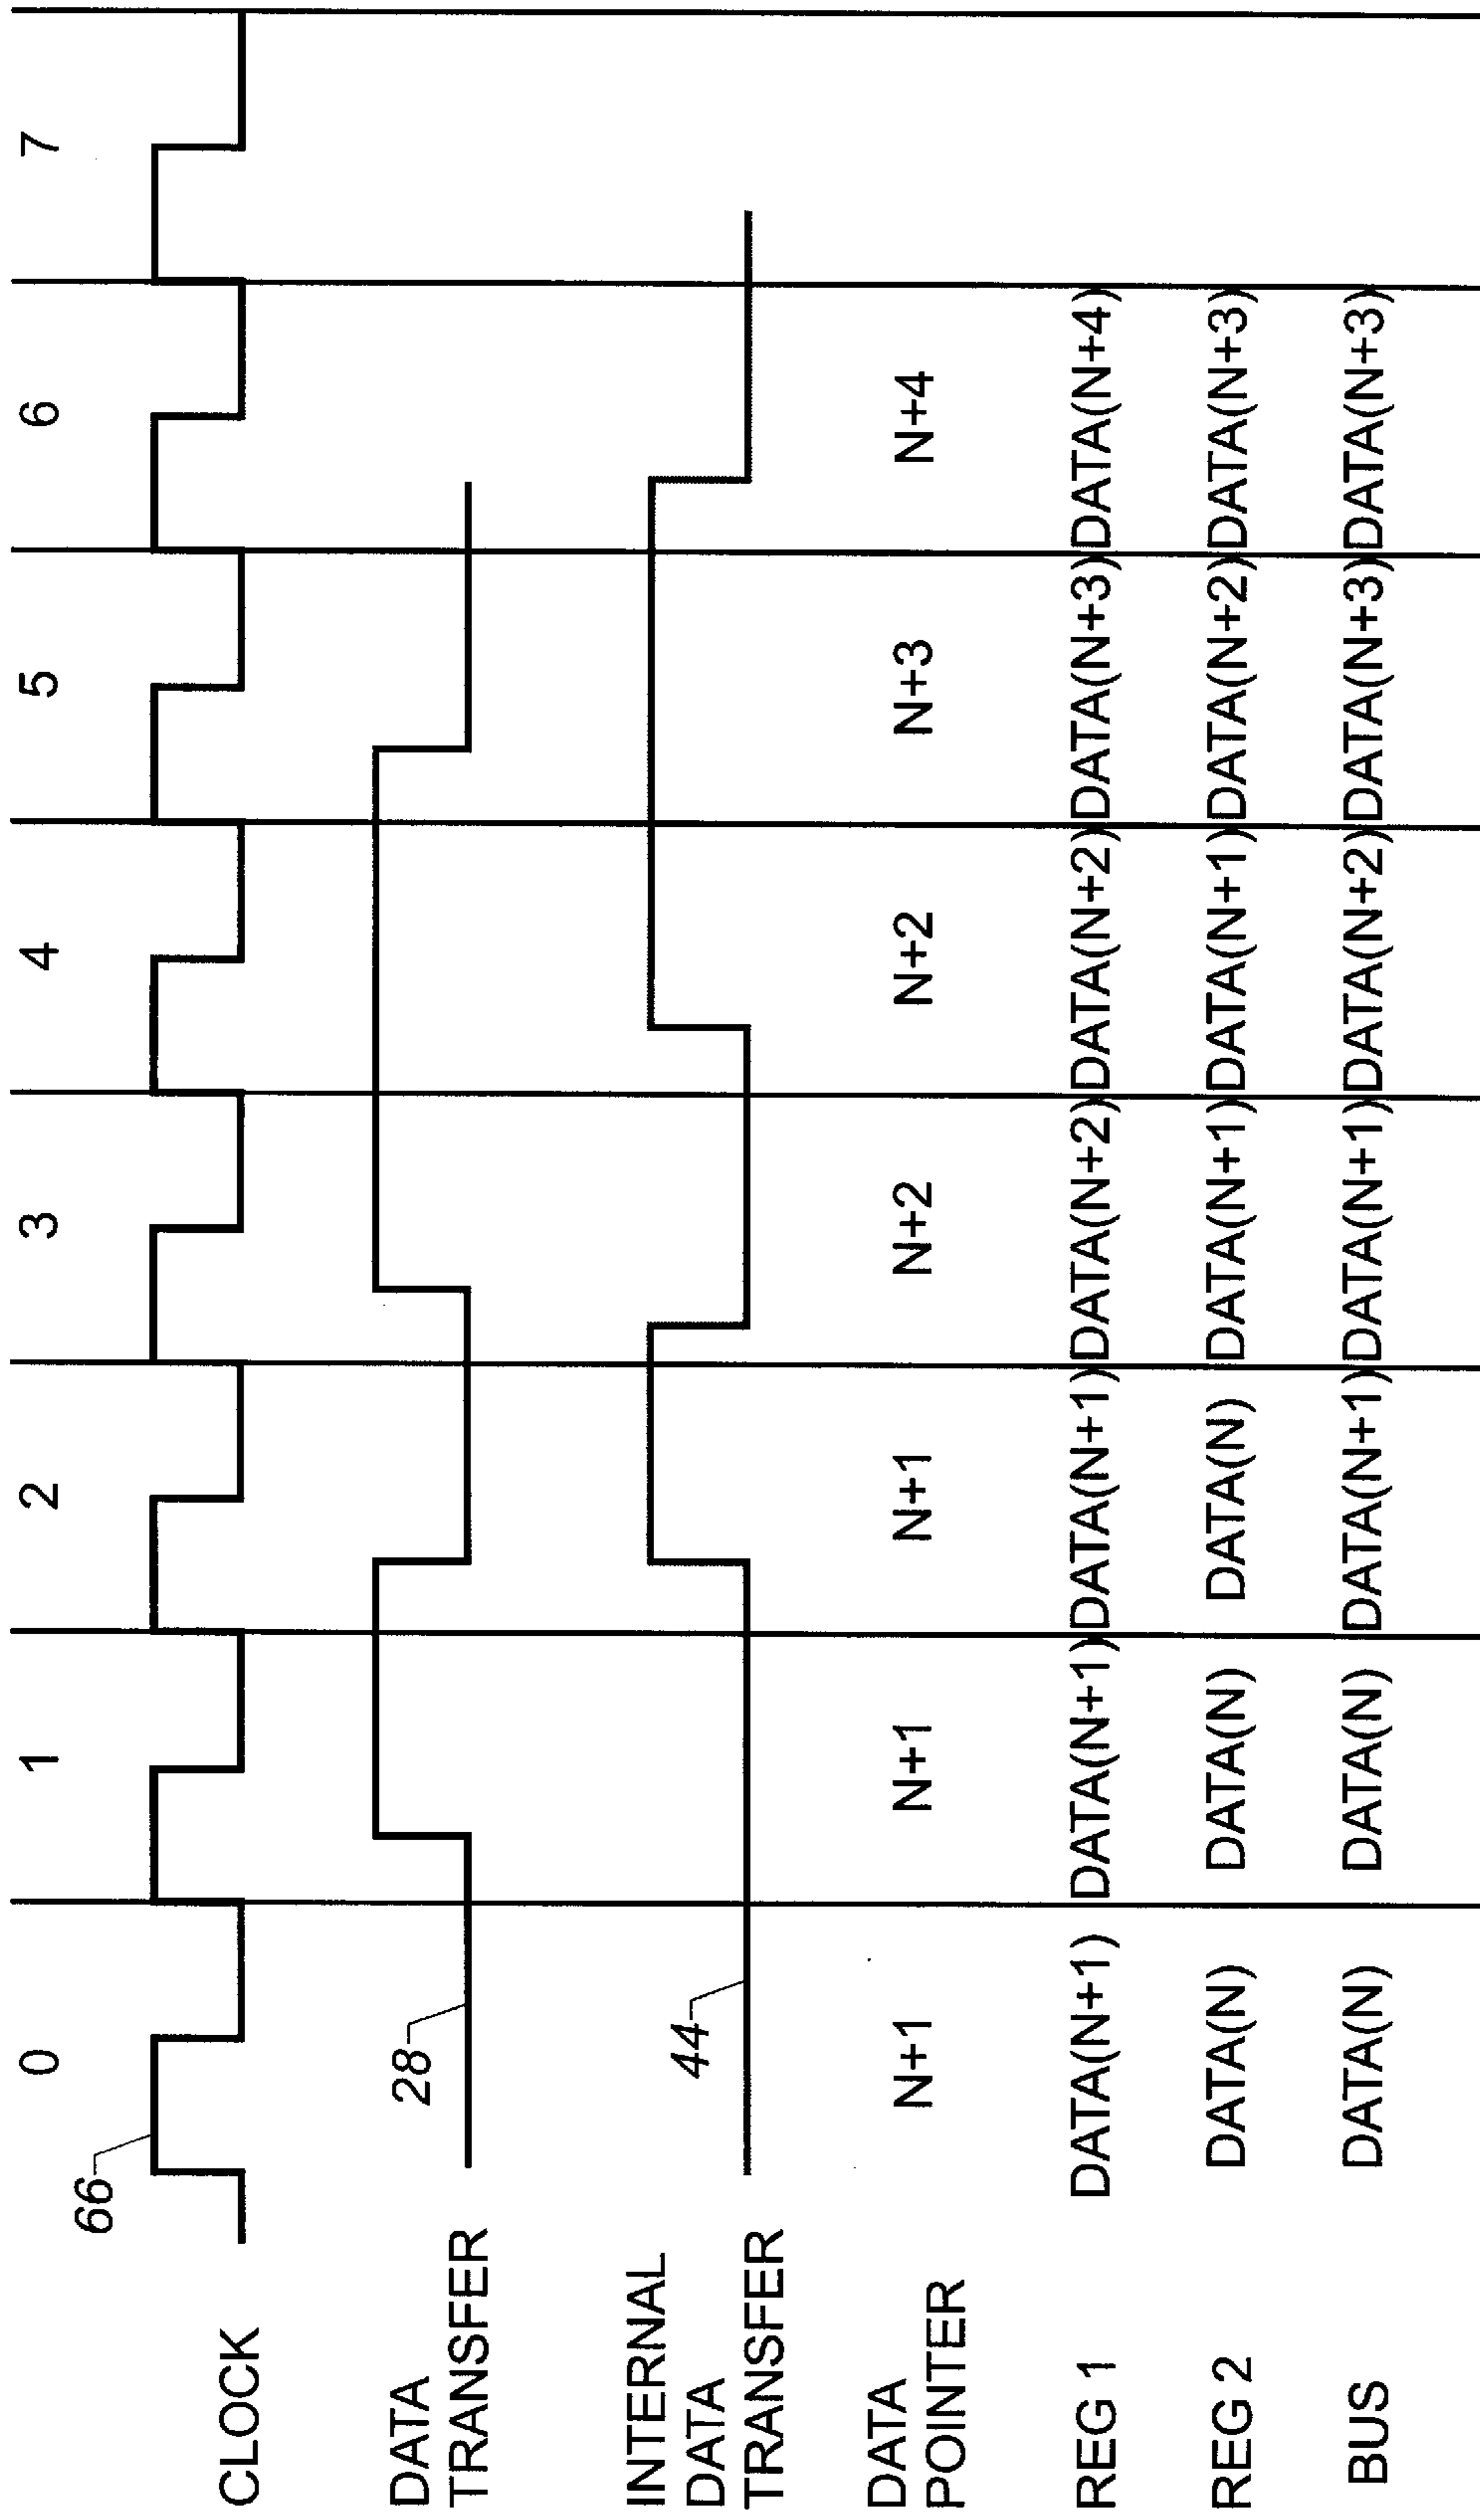 0 1 2 3 4 5 6 7
66
CLOCK
28
DATA
TRANSFER
INTERNAL
DATA
TRANSFER
44
DATA
POINTER
N+1 N+1 N+1 N+2 N+2 N+3 N+4
REG 1 DATA(N+1) DATA(N+1) DATA(N+1) DATA(N+2) DATA(N+2) DATA(N+3) DATA(N+4)
REG 2 DATA(N) DATA(N) DATA(N) DATA(N+1) DATA(N+1) DATA(N+2) DATA(N+3)
BUS DATA(N) DATA(N) DATA(N+1) DATA(N+1) DATA(N+2) DATA(N+3) DATA(N+3)